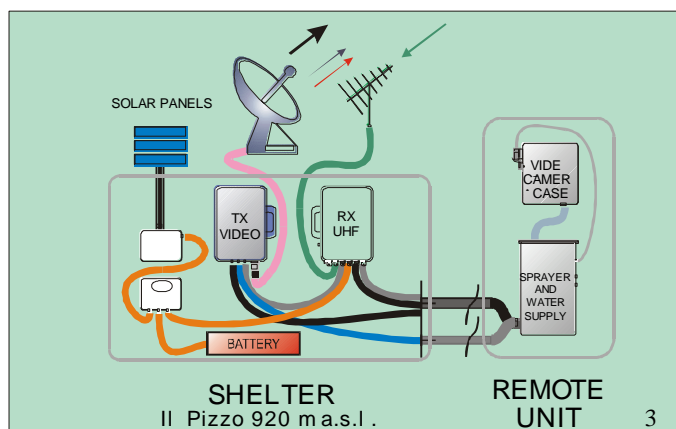 SOLAR PANELS
TX
VIDEO
RX
UHF
BATTERY
VIDE
CAMER
- CASE
SPRAYER
AND
WATER
SUPPLY
SHELTER
Il Pizzo 920 m a.s.l .
REMOTE
UNIT
3